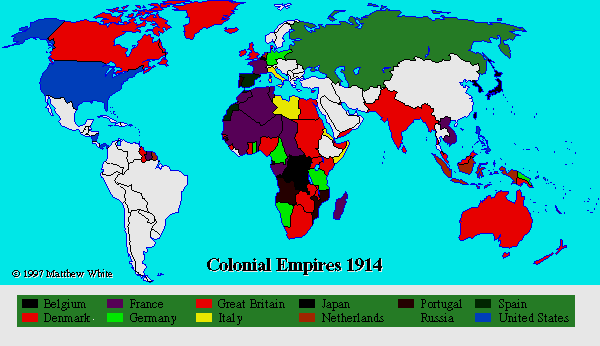 Colonial Empires 1914
© 1997 Matthew White
Belgium France Great Britain Japan Portugal Spain
Denmark Germany Italy Netherlands Russia United States